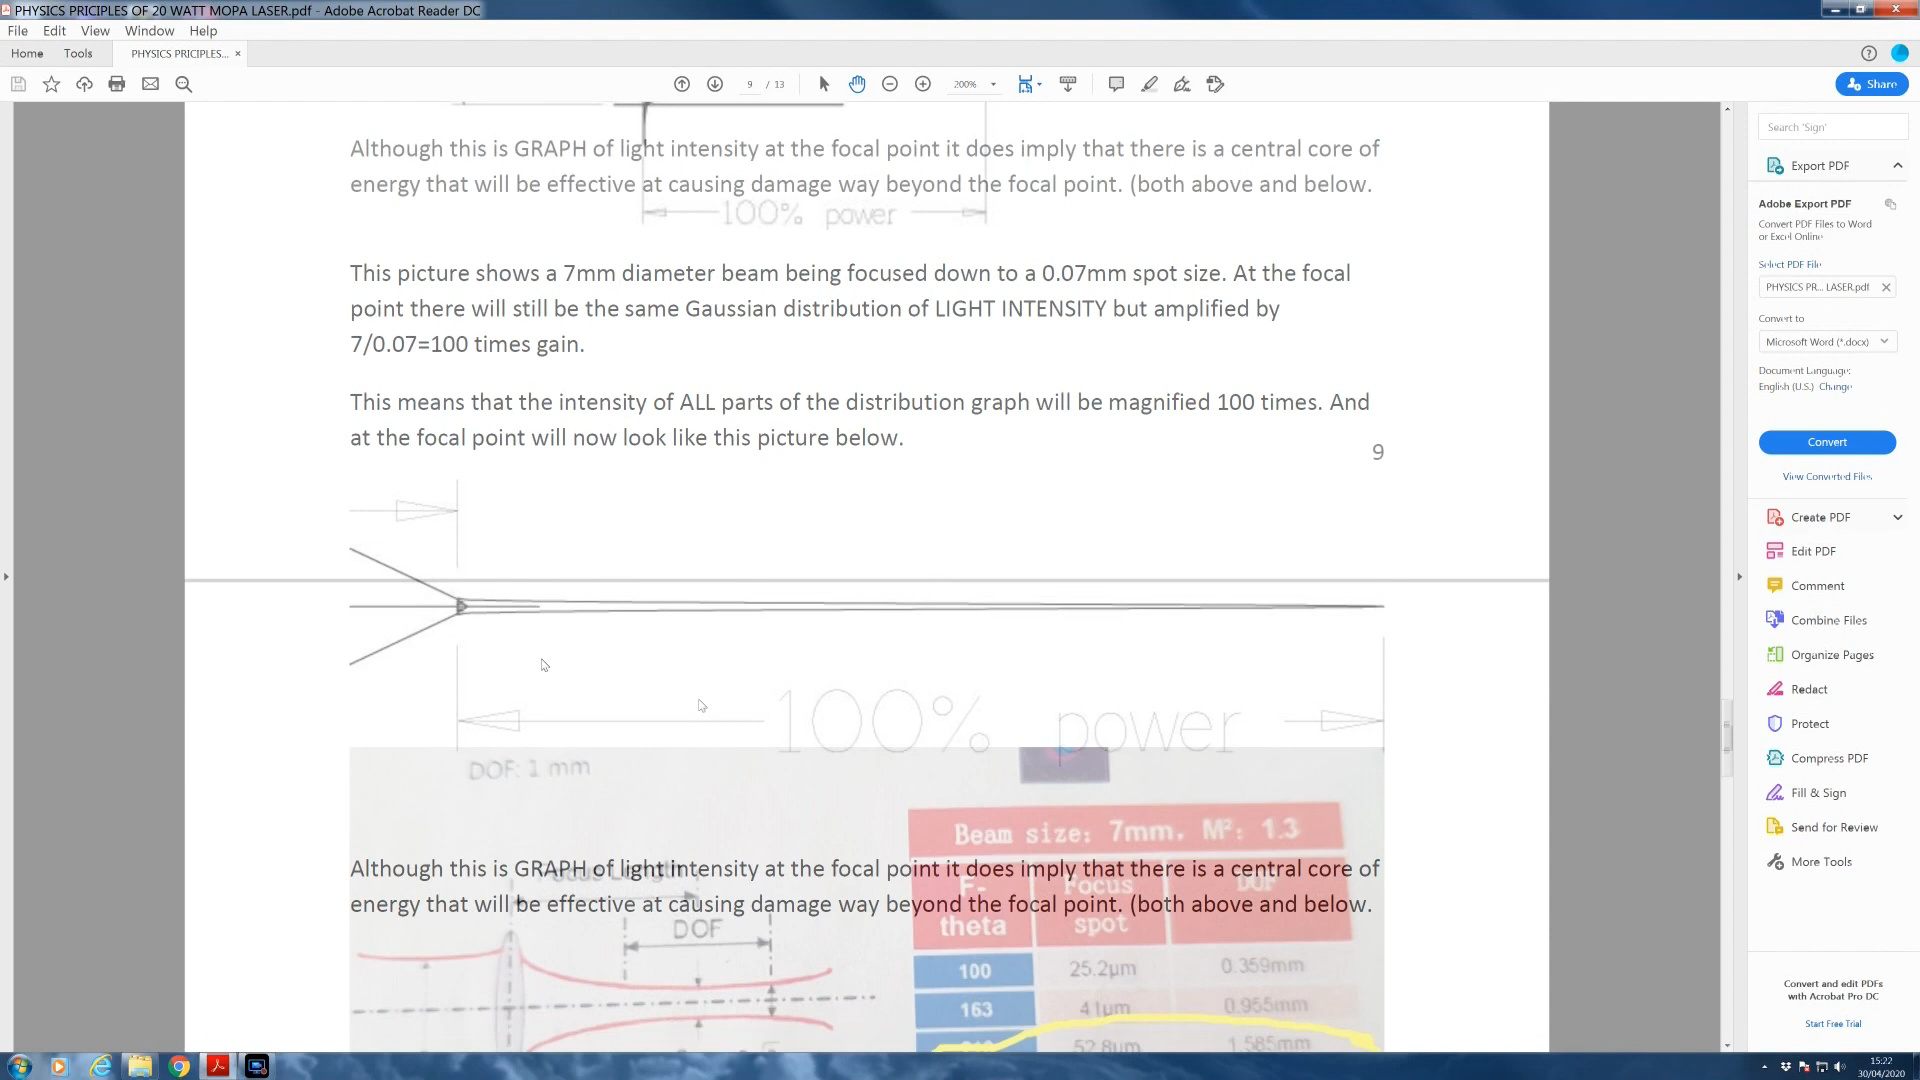 PHYSICS PRICIPLES OF 20 WATT MOPA LASER.pdf - Adobe Acrobat Reader DC
File Edit View Window Help
Home Tools PHYSICS PRICIPLES... ×
9 / 13 200%
Share
Although this is GRAPH of light intensity at the focal point it does imply that there is a central core of
energy that will be effective at causing damage way beyond the focal point. (both above and below.
100% power
This picture shows a 7mm diameter beam being focused down to a 0.07mm spot size. At the focal
point there will still be the same Gaussian distribution of LIGHT INTENSITY but amplified by
7/0.07=100 times gain.
This means that the intensity of ALL parts of the distribution graph will be magnified 100 times. And
at the focal point will now look like this picture below.
9
100% power
DOF: 1 mm
Beam size: 7mm. M²: 1.3
Although this is GRAPH of light intensity at the focal point it does imply that there is a central core of
energy that will be effective at causing damage way beyond the focal point. (both above and below.
DOF
F-theta
Focus spot
DOF
100 25.2μm 0.359mm
163 41μm 0.955mm
52.8μm 1.585mm
Search 'Sign'
Export PDF
Adobe Export PDF
Convert PDF Files to Word
or Excel Online
Select PDF File
PHYSICS PR... LASER.pdf
Convert to
Microsoft Word (*.docx)
Document Language:
English (U.S.) Change
Convert
View Converted Files
Create PDF
Edit PDF
Comment
Combine Files
Organize Pages
Redact
Protect
Compress PDF
Fill & Sign
Send for Review
More Tools
Convert and edit PDFs
with Acrobat Pro DC
Start Free Trial
15:22
30/04/2020